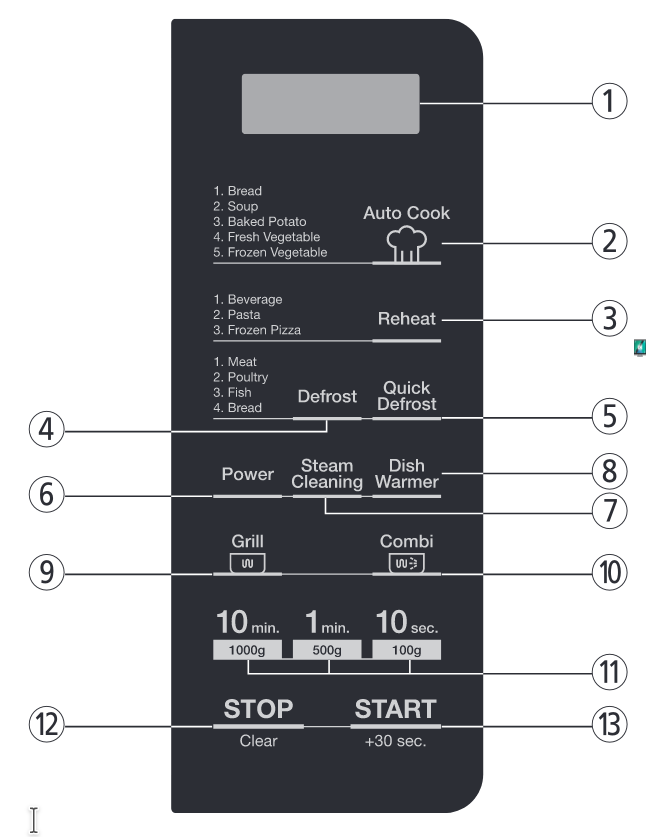 1
1. Bread
2. Soup
3. Baked Potato
4. Fresh Vegetable
5. Frozen Vegetable
Auto Cook
2
1. Beverage
2. Pasta
3. Frozen Pizza
Reheat
3
1. Meat
2. Poultry
3. Fish
4. Bread
Defrost
Quick
Defrost
4
5
Power
Steam
Cleaning
Dish
Warmer
8
6
7
Grill
Combi
9
10
10 min.
1 min.
10 sec.
1000g
500g
100g
11
STOP
START
12
13
Clear
+30 sec.